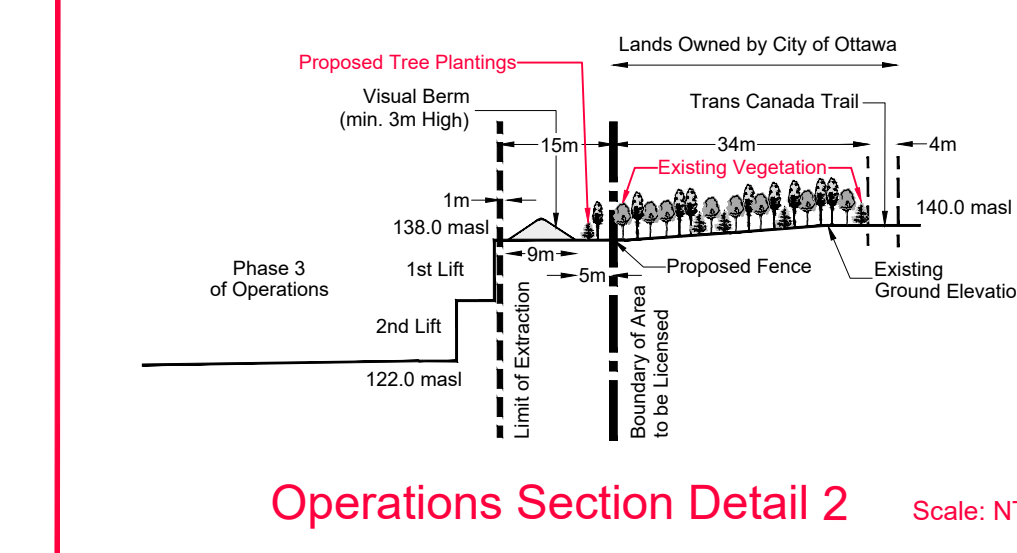 Lands Owned by City of Ottawa
Proposed Tree Plantings
Visual Berm
(min. 3m High)
Trans Canada Trail
15m
34m
4m
Existing Vegetation
1m
138.0 masl
140.0 masl
9m
5m
Proposed Fence
Phase 3
of Operations
1st Lift
Existing
Ground Elevatio
2nd Lift
122.0 masl
Limit of Extraction
Boundary of Area
to be Licensed
Operations Section Detail 2
Scale: NT